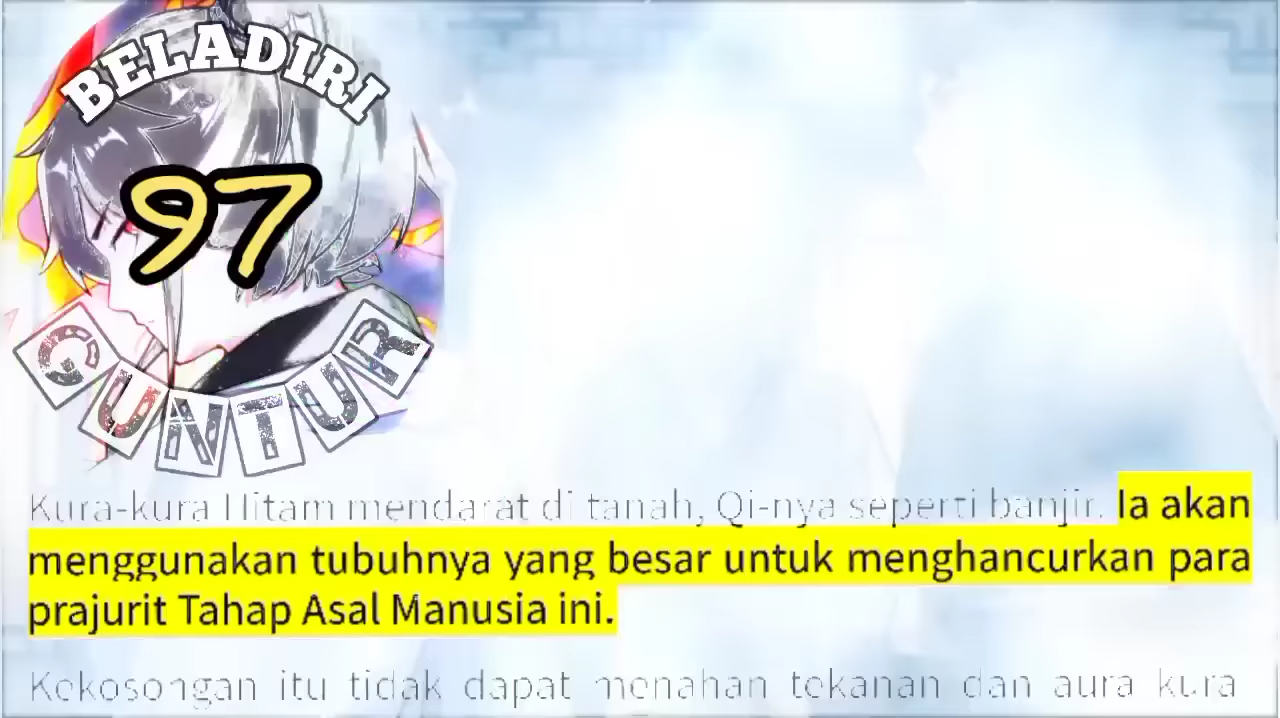 BELADIRI
97
GUNTUR
Kura-kura Hitam mendarat di tanah, Qi-nya seperti banjir. Ia akan
menggunakan tubuhnya yang besar untuk menghancurkan para
prajurit Tahap Asal Manusia ini.
Kekosongan itu tidak dapat menahan tekanan dan aura kura